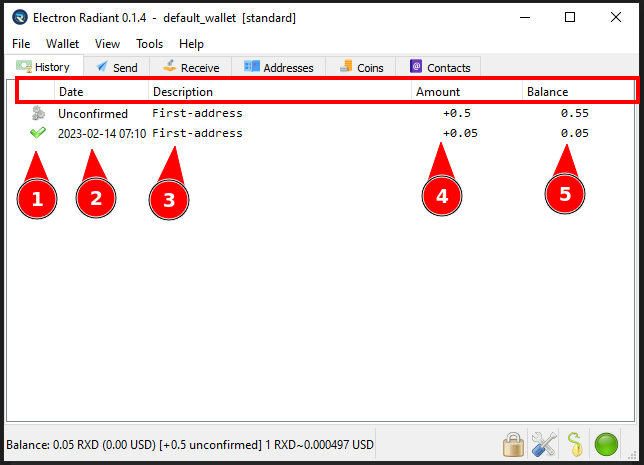 Electron Radiant 0.1.4 - default_wallet [standard]
File Wallet View Tools Help
History Send Receive Addresses Coins Contacts
Date Description Amount Balance
Unconfirmed First-address +0.5 0.55
2023-02-14 07:10 First-address +0.05 0.05
1 2 3 4 5
Balance: 0.05 RXD (0.00 USD) [+0.5 unconfirmed] 1 RXD~0.000497 USD